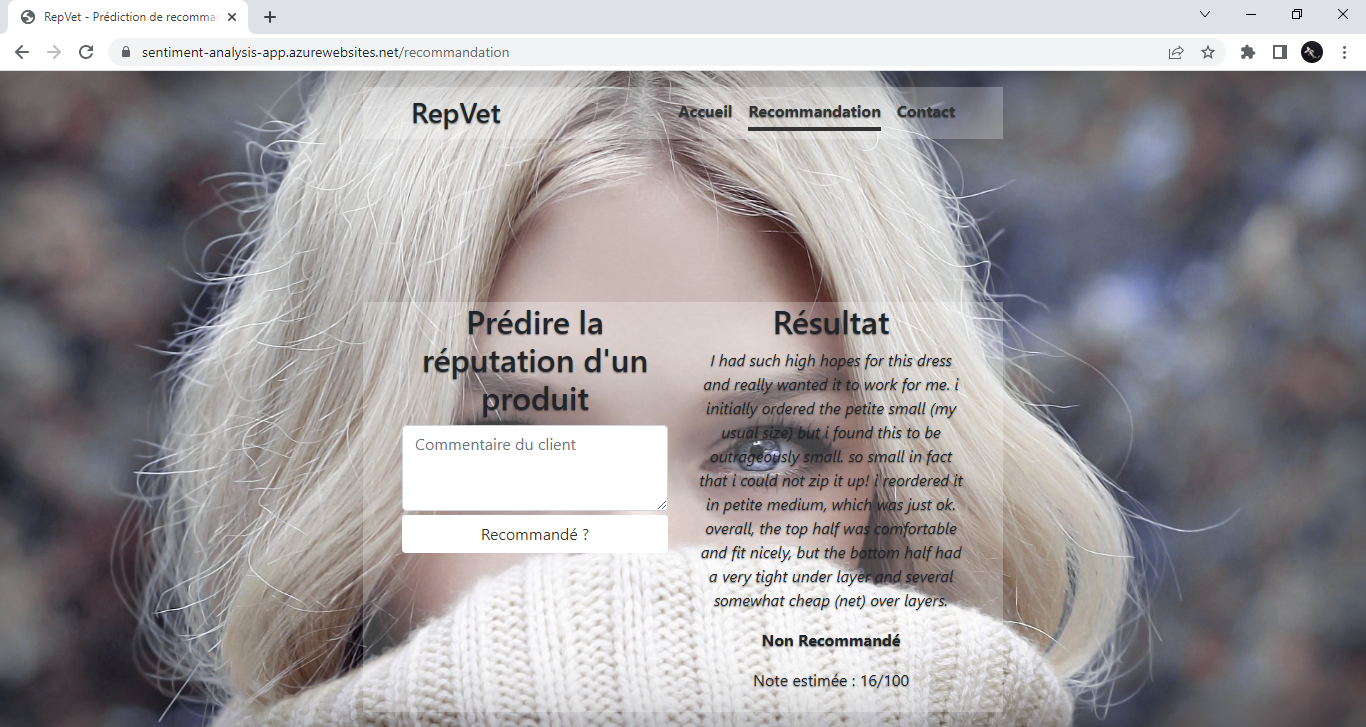 RepVet - Prédiction de recomma
sentiment-analysis-app.azurewebsites.net/recommandation
RepVet
Accueil Recommandation Contact
Prédire la
réputation d'un
produit
Commentaire du client
Recommandé ?
Résultat
I had such high hopes for this dress
and really wanted it to work for me. i
initially ordered the petite small (my
usual size) but i found this to be
outrageously small. so small in fact
that i could not zip it up! i reordered it
in petite medium, which was just ok.
overall, the top half was comfortable
and fit nicely, but the bottom half had
a very tight under layer and several
somewhat cheap (net) over layers.
Non Recommandé
Note estimée : 16/100